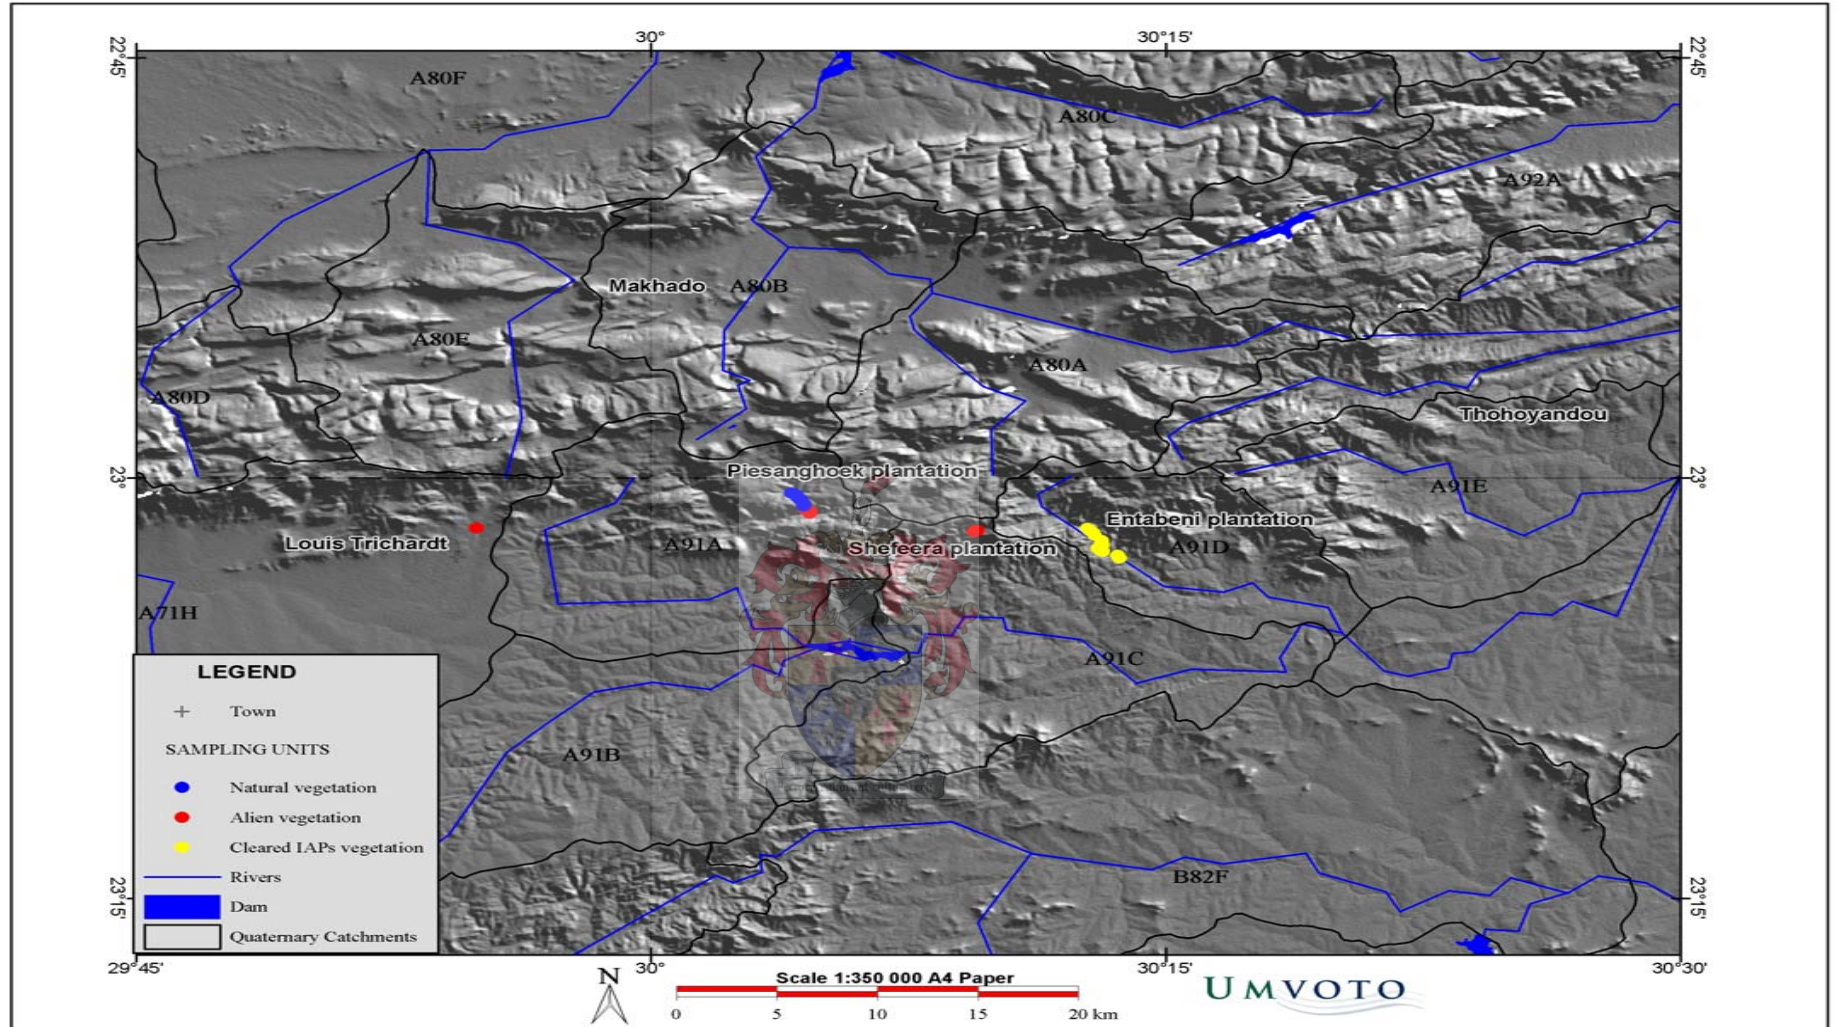 30° 30°15'
22°45' 22°45'
A80F
A80C
A92A
Makhado A80B
A80E
A80A
A80D
Thohoyandou
Piesanghoek plantation
23° 23°
A91E
Entabeni plantation
Louis Trichardt A91A Shefeera plantation A91D
A71H
A91C
LEGEND
Town
SAMPLING UNITS
A91B
Natural vegetation
Alien vegetation
Cleared IAPs vegetation
Rivers
B82F
Dam
23°15' 23°15'
Quaternary Catchments
29°45' 30° 30°15' 30°30'
N
Scale 1:350 000 A4 Paper
UMVOTO
0 5 10 15 20 km